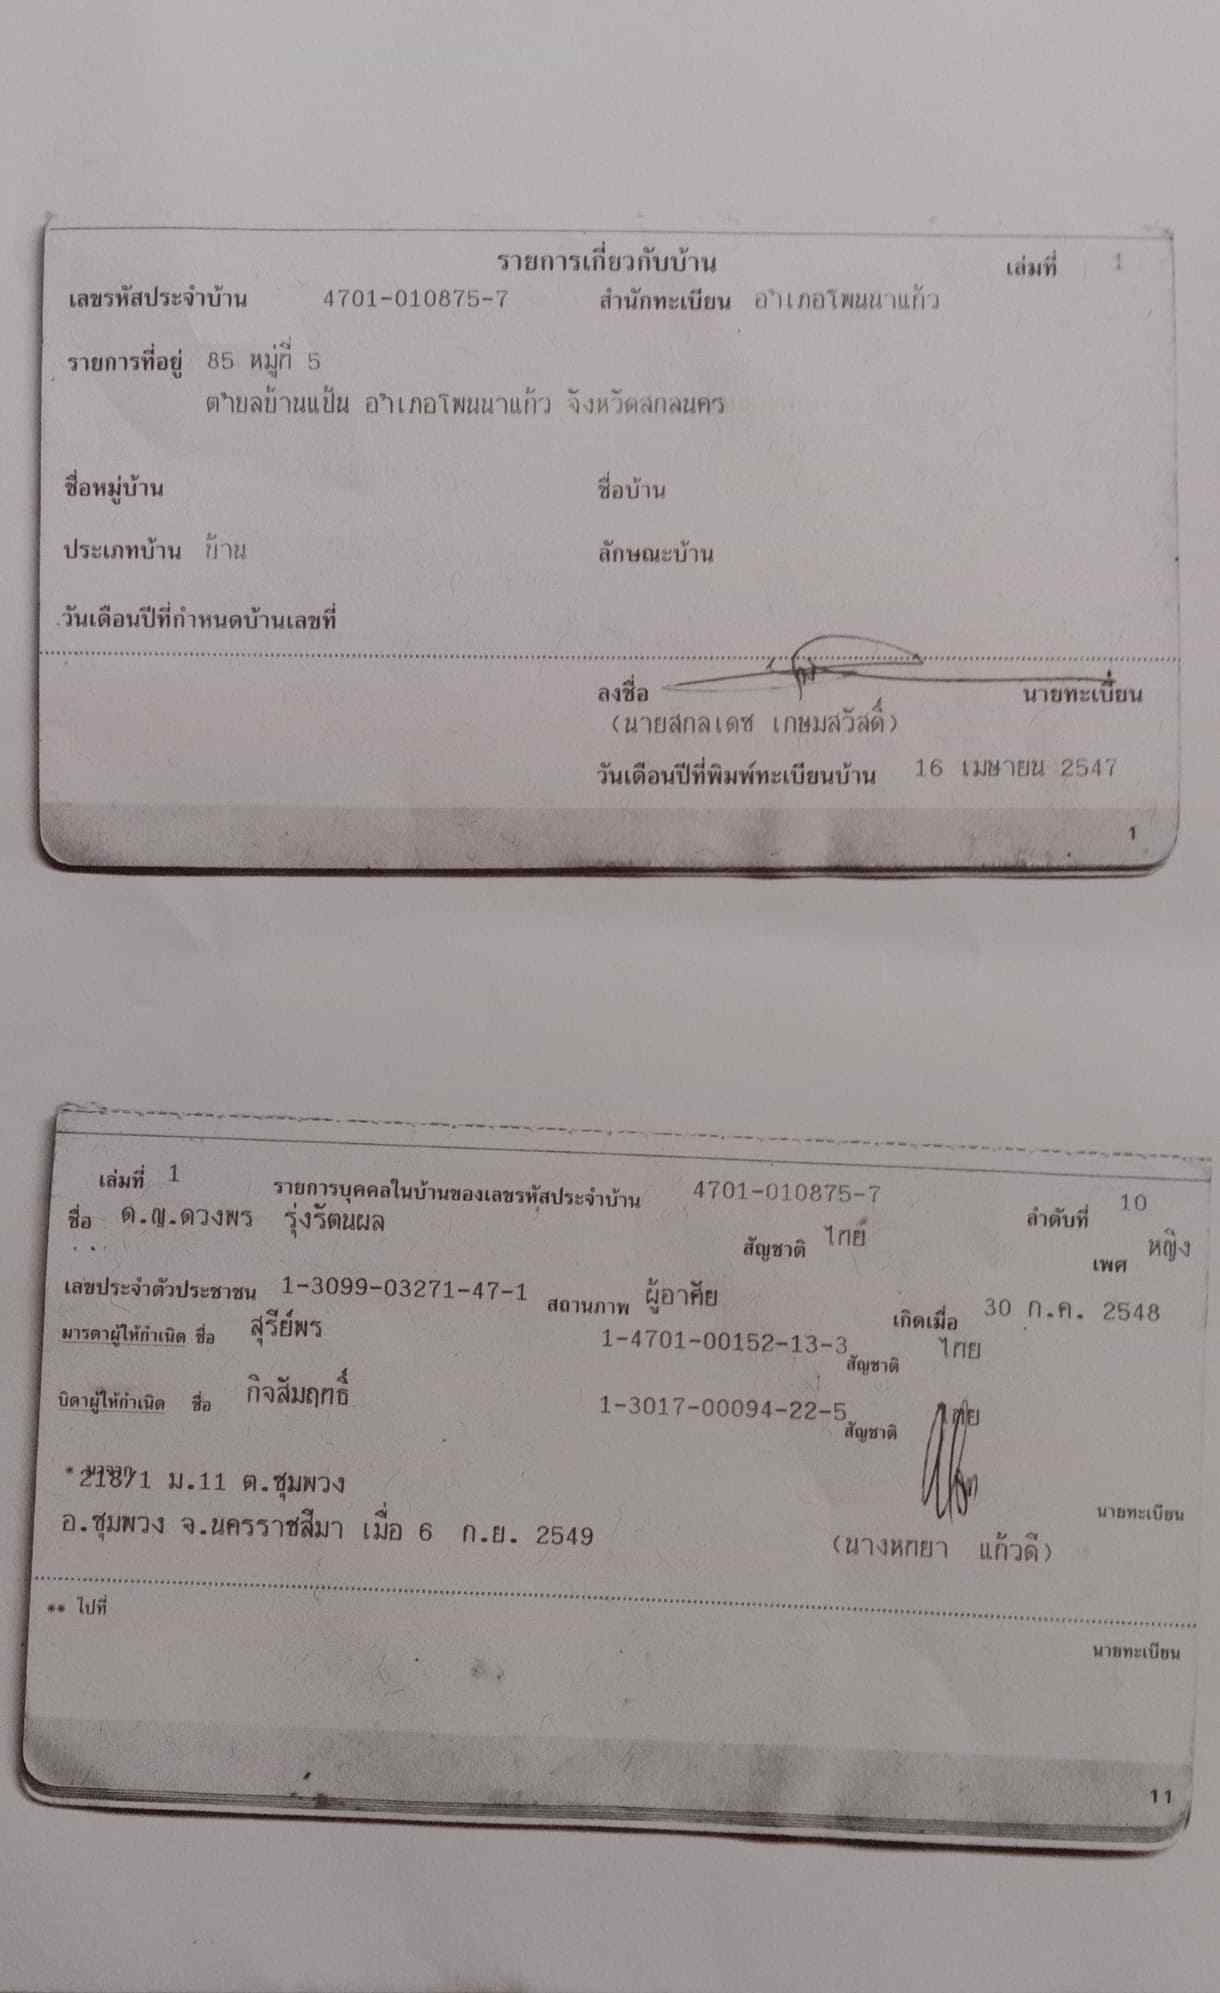 รายการเกี่ยวกับบ้าน เล่มที่ 1
เลขรหัสประจำบ้าน 4701-010875-7 สำนักทะเบียน อำเภอโพนนาแก้ว
รายการที่อยู่ 85 หมู่ที่ 5
ตำบลบ้านแป้น อำเภอโพนนาแก้ว จังหวัดสกลนคร
ชื่อหมู่บ้าน ชื่อบ้าน
ประเภทบ้าน บ้าน ลักษณะบ้าน
วันเดือนปีที่กำหนดบ้านเลขที่
ลงชื่อ นายทะเบียน
(นายสกลเดช เกษมสวัสดิ์)
วันเดือนปีที่พิมพ์ทะเบียนบ้าน 16 เมษายน 2547
1
เล่มที่ 1 รายการบุคคลในบ้านของเลขรหัสประจำบ้าน 4701-010875-7 ลำดับที่ 10
ชื่อ ด.ญ.ดวงพร รุ่งรัตนผล สัญชาติ ไทย เพศ หญิง
เลขประจำตัวประชาชน 1-3099-03271-47-1 สถานภาพ ผู้อาศัย เกิดเมื่อ 30 ก.ค. 2548
มารดาผู้ให้กำเนิด ชื่อ สุรีย์พร 1-4701-00152-13-3 สัญชาติ ไทย
บิดาผู้ให้กำเนิด ชื่อ กิจสัมฤทธิ์ 1-3017-00094-22-5 สัญชาติ ไทย
* มาจาก 218/1 ม.11 ต.ชุมพวง
นายทะเบียน
อ.ชุมพวง จ.นครราชสีมา เมื่อ 6 ก.ย. 2549 (นางหทยา แก้วดี)
** ไปที่
นายทะเบียน
11